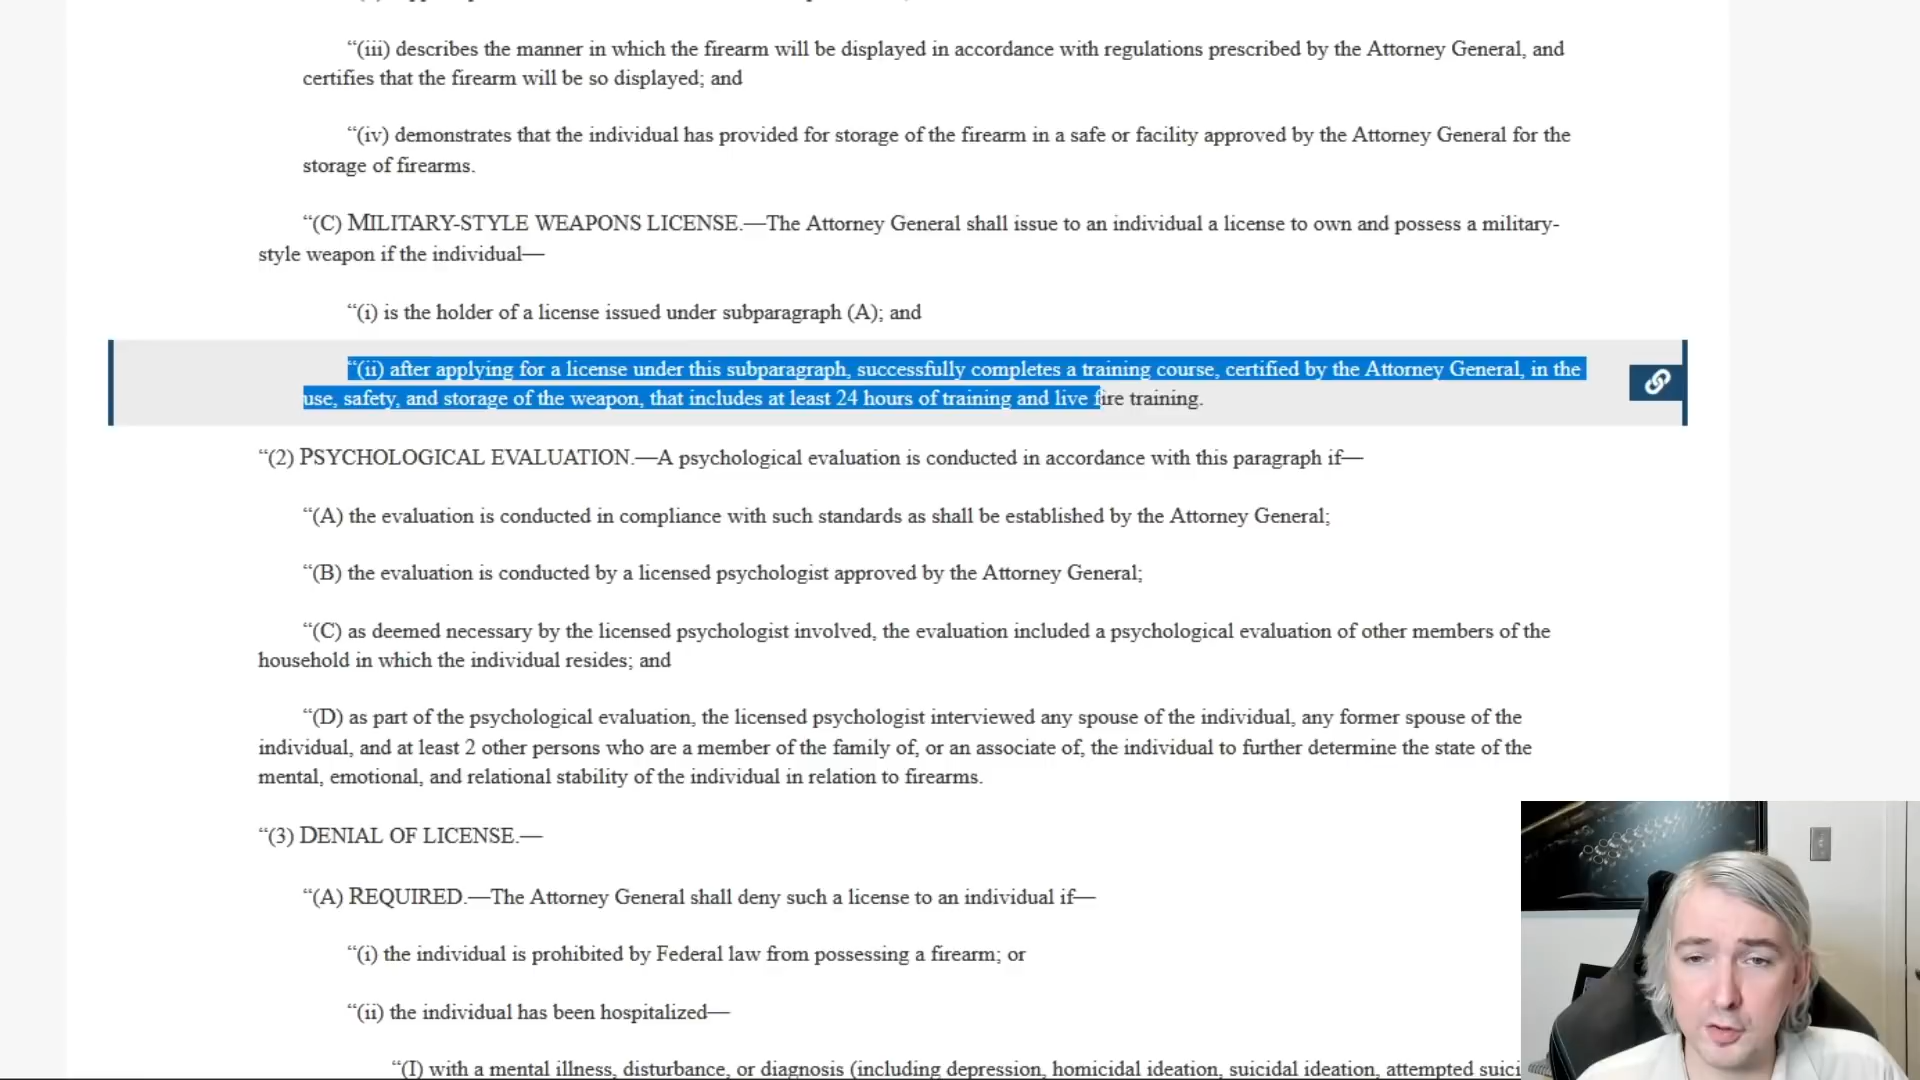 “(iii) describes the manner in which the firearm will be displayed in accordance with regulations prescribed by the Attorney General, and
certifies that the firearm will be so displayed; and
“(iv) demonstrates that the individual has provided for storage of the firearm in a safe or facility approved by the Attorney General for the
storage of firearms.
“(C) MILITARY-STYLE WEAPONS LICENSE.—The Attorney General shall issue to an individual a license to own and possess a military-
style weapon if the individual—
“(i) is the holder of a license issued under subparagraph (A); and
“(ii) after applying for a license under this subparagraph, successfully completes a training course, certified by the Attorney General, in the
use, safety, and storage of the weapon, that includes at least 24 hours of training and live fire training.
“(2) PSYCHOLOGICAL EVALUATION.—A psychological evaluation is conducted in accordance with this paragraph if—
“(A) the evaluation is conducted in compliance with such standards as shall be established by the Attorney General;
“(B) the evaluation is conducted by a licensed psychologist approved by the Attorney General;
“(C) as deemed necessary by the licensed psychologist involved, the evaluation included a psychological evaluation of other members of the
household in which the individual resides; and
“(D) as part of the psychological evaluation, the licensed psychologist interviewed any spouse of the individual, any former spouse of the
individual, and at least 2 other persons who are a member of the family of, or an associate of, the individual to further determine the state of the
mental, emotional, and relational stability of the individual in relation to firearms.
“(3) DENIAL OF LICENSE.—
“(A) REQUIRED.—The Attorney General shall deny such a license to an individual if—
“(i) the individual is prohibited by Federal law from possessing a firearm; or
“(ii) the individual has been hospitalized—
“(I) with a mental illness, disturbance, or diagnosis (including depression, homicidal ideation, suicidal ideation, attempted suici